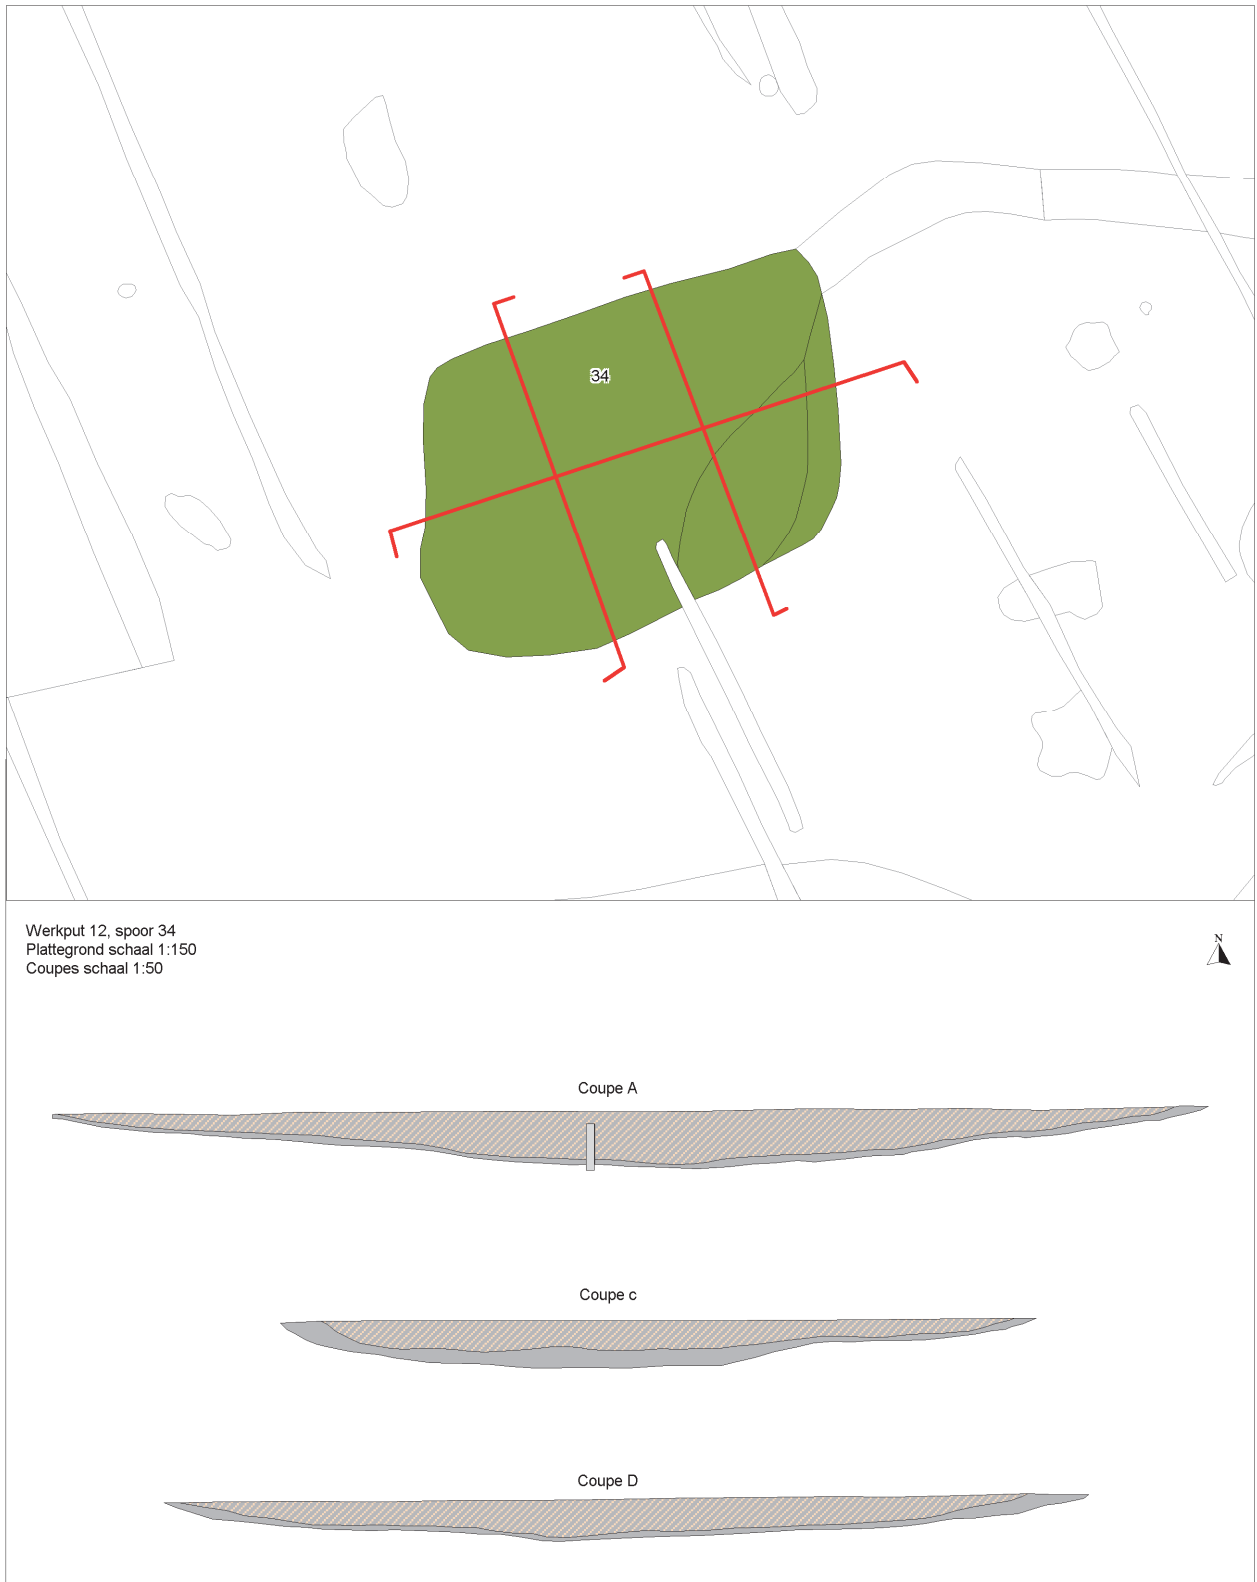 34
Werkput 12, spoor 34
Plattegrond schaal 1:150
Coupes schaal 1:50
N
Coupe A
Coupe c
Coupe D